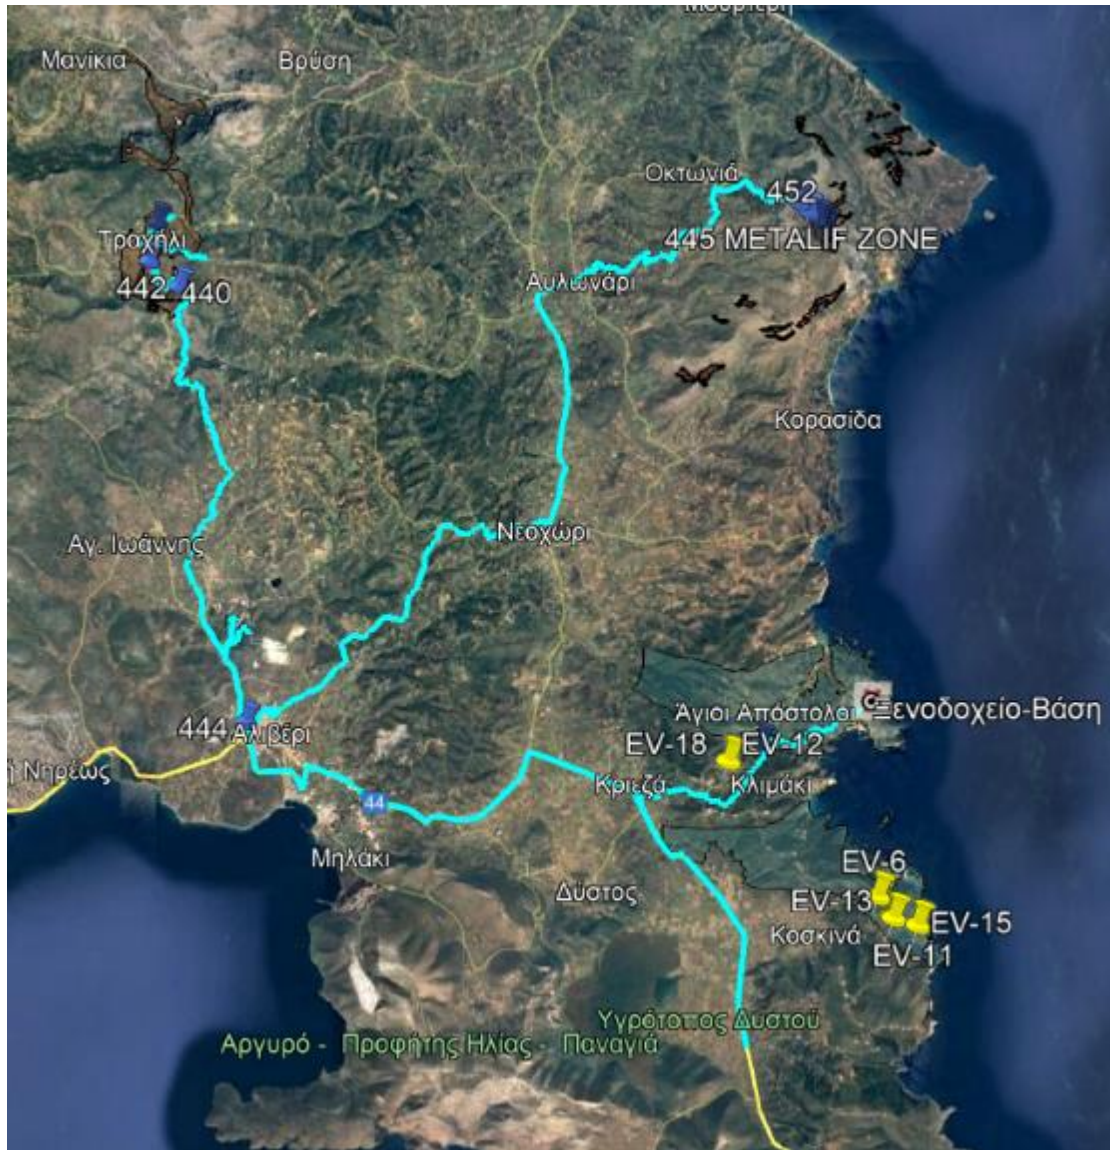 Μουρτερή
Μανίκια
Βρύση
Οκτωνιά
452
Τραχήλι
445 METALIF ZONE
442
440
Αυλωνάρι
Κορασίδα
Νεοχώρι
Αγ. Ιωάννης
Άγιοι Απόστολοι
Ξενοδοχείο-Βάση
444
Αλιβέρι
EV-18
EV-12
ή Νηρέως
Κριεζά
Κλιμάκι
44
Μηλάκι
EV-6
Δύστος
EV-13
EV-15
Κοσκινά
EV-11
Υγρότοπος Δυστού
Αργυρό - Προφήτης Ηλίας - Παναγιά